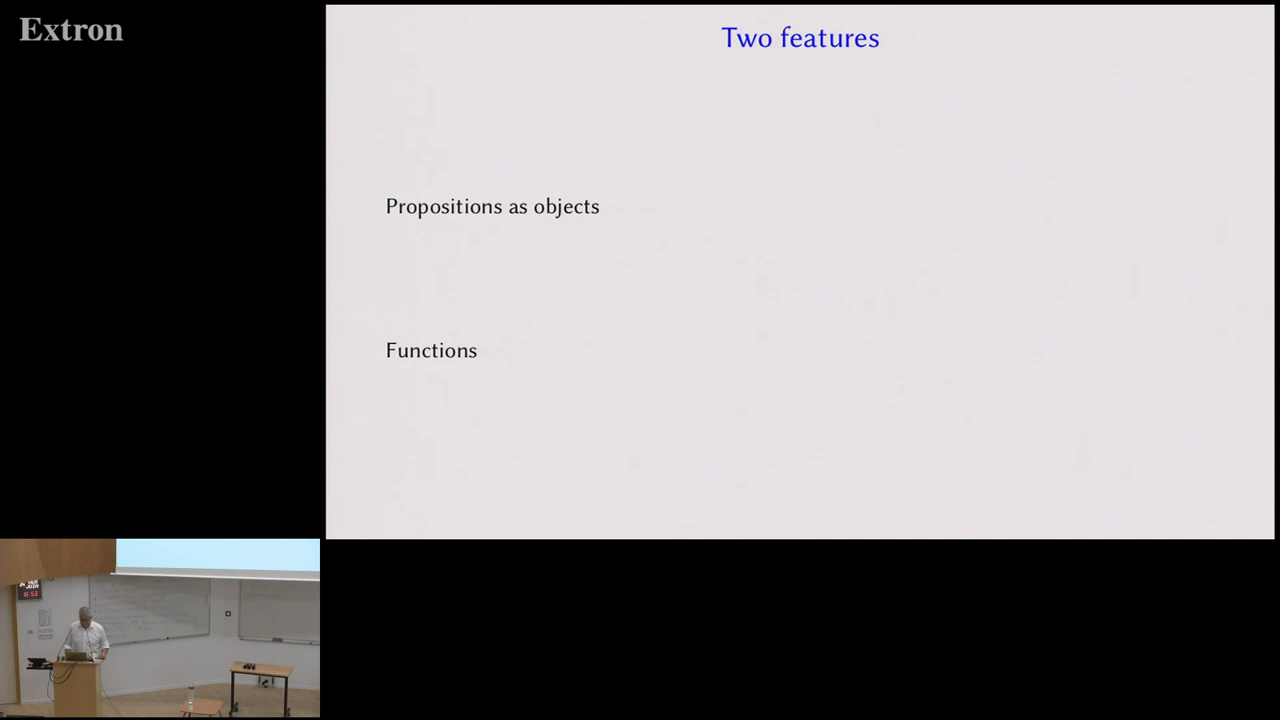 Extron
Two features
Propositions as objects
Functions